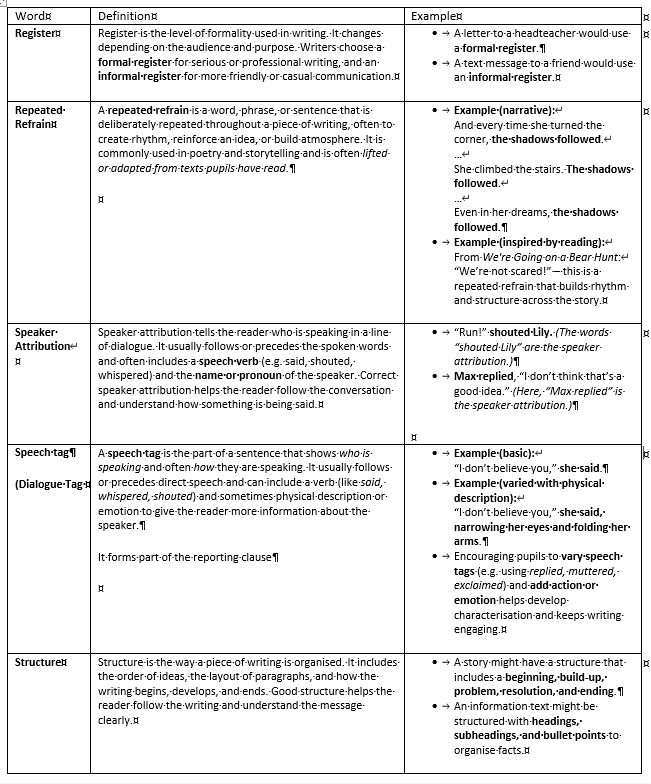 Word Definition Example
Register
Register is the level of formality used in writing. It changes
depending on the audience and purpose. Writers choose a
formal register for serious or professional writing, and an
informal register for more friendly or casual communication.
• A letter to a headteacher would use
a formal register.
• A text message to a friend would use
an informal register.
Repeated
Refrain
A repeated refrain is a word, phrase, or sentence that is
deliberately repeated throughout a piece of writing, often to
create rhythm, reinforce an idea, or build atmosphere. It is
commonly used in poetry and storytelling and is often lifted
or adapted from texts pupils have read.
• Example (narrative):
And every time she turned the
corner, the shadows followed.
...
She climbed the stairs. The shadows
followed.
...
Even in her dreams, the shadows
followed.
• Example (inspired by reading):
From We're Going on a Bear Hunt:
“We’re not scared!” — this is a
repeated refrain that builds rhythm
and structure across the story.
Speaker
Attribution
Speaker attribution tells the reader who is speaking in a line
of dialogue. It usually follows or precedes the spoken words
and often includes a speech verb (e.g. said, shouted,
whispered) and the name or pronoun of the speaker. Correct
speaker attribution helps the reader follow the conversation
and understand how something is being said.
• “Run!” shouted Lily. (The words
“shouted Lily” are the speaker
attribution.)
• Max replied, “I don’t think that’s a
good idea.” (Here, “Max replied” is
the speaker attribution.)
Speech tag
(Dialogue Tag
A speech tag is the part of a sentence that shows who is
speaking and often how they are speaking. It usually follows
or precedes direct speech and can include a verb (like said,
whispered, shouted) and sometimes physical description or
emotion to give the reader more information about the
speaker.
It forms part of the reporting clause
• Example (basic):
“I don’t believe you,” she said.
• Example (varied with physical
description):
“I don’t believe you,” she said,
narrowing her eyes and folding her
arms.
• Encouraging pupils to vary speech
tags (e.g. using replied, muttered,
exclaimed) and add action or
emotion helps develop
characterisation and keeps writing
engaging.
Structure
Structure is the way a piece of writing is organised. It includes
the order of ideas, the layout of paragraphs, and how the
writing begins, develops, and ends. Good structure helps the
reader follow the writing and understand the message
clearly.
• A story might have a structure that
includes a beginning, build-up,
problem, resolution, and ending.
• An information text might be
structured with headings,
subheadings, and bullet points to
organise facts.